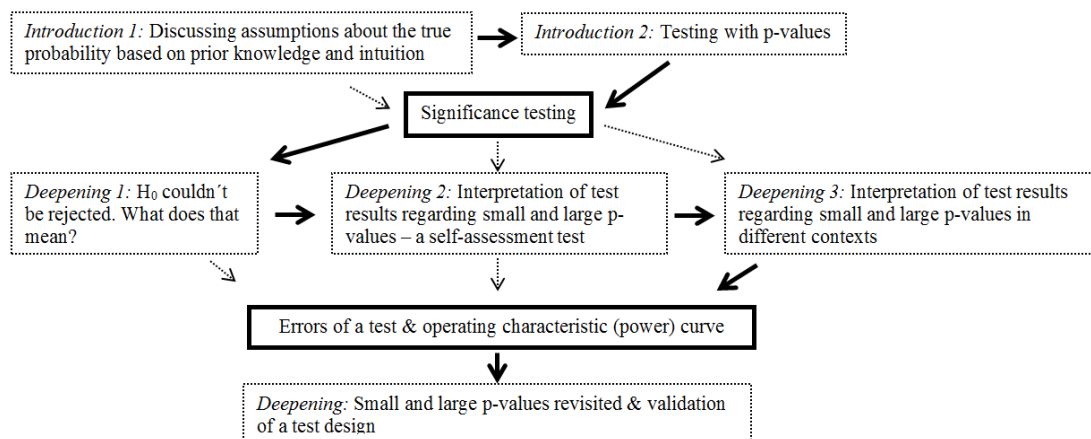 Introduction 1: Discussing assumptions about the true
probability based on prior knowledge and intuition
Introduction 2: Testing with p-values
Significance testing
Deepening 1: H₀ couldn´t
be rejected. What does that
mean?
Deepening 2: Interpretation of test
results regarding small and large p-
values – a self-assessment test
Deepening 3: Interpretation of test results
regarding small and large p-values in
different contexts
Errors of a test & operating characteristic (power) curve
Deepening: Small and large p-values revisited & validation
of a test design